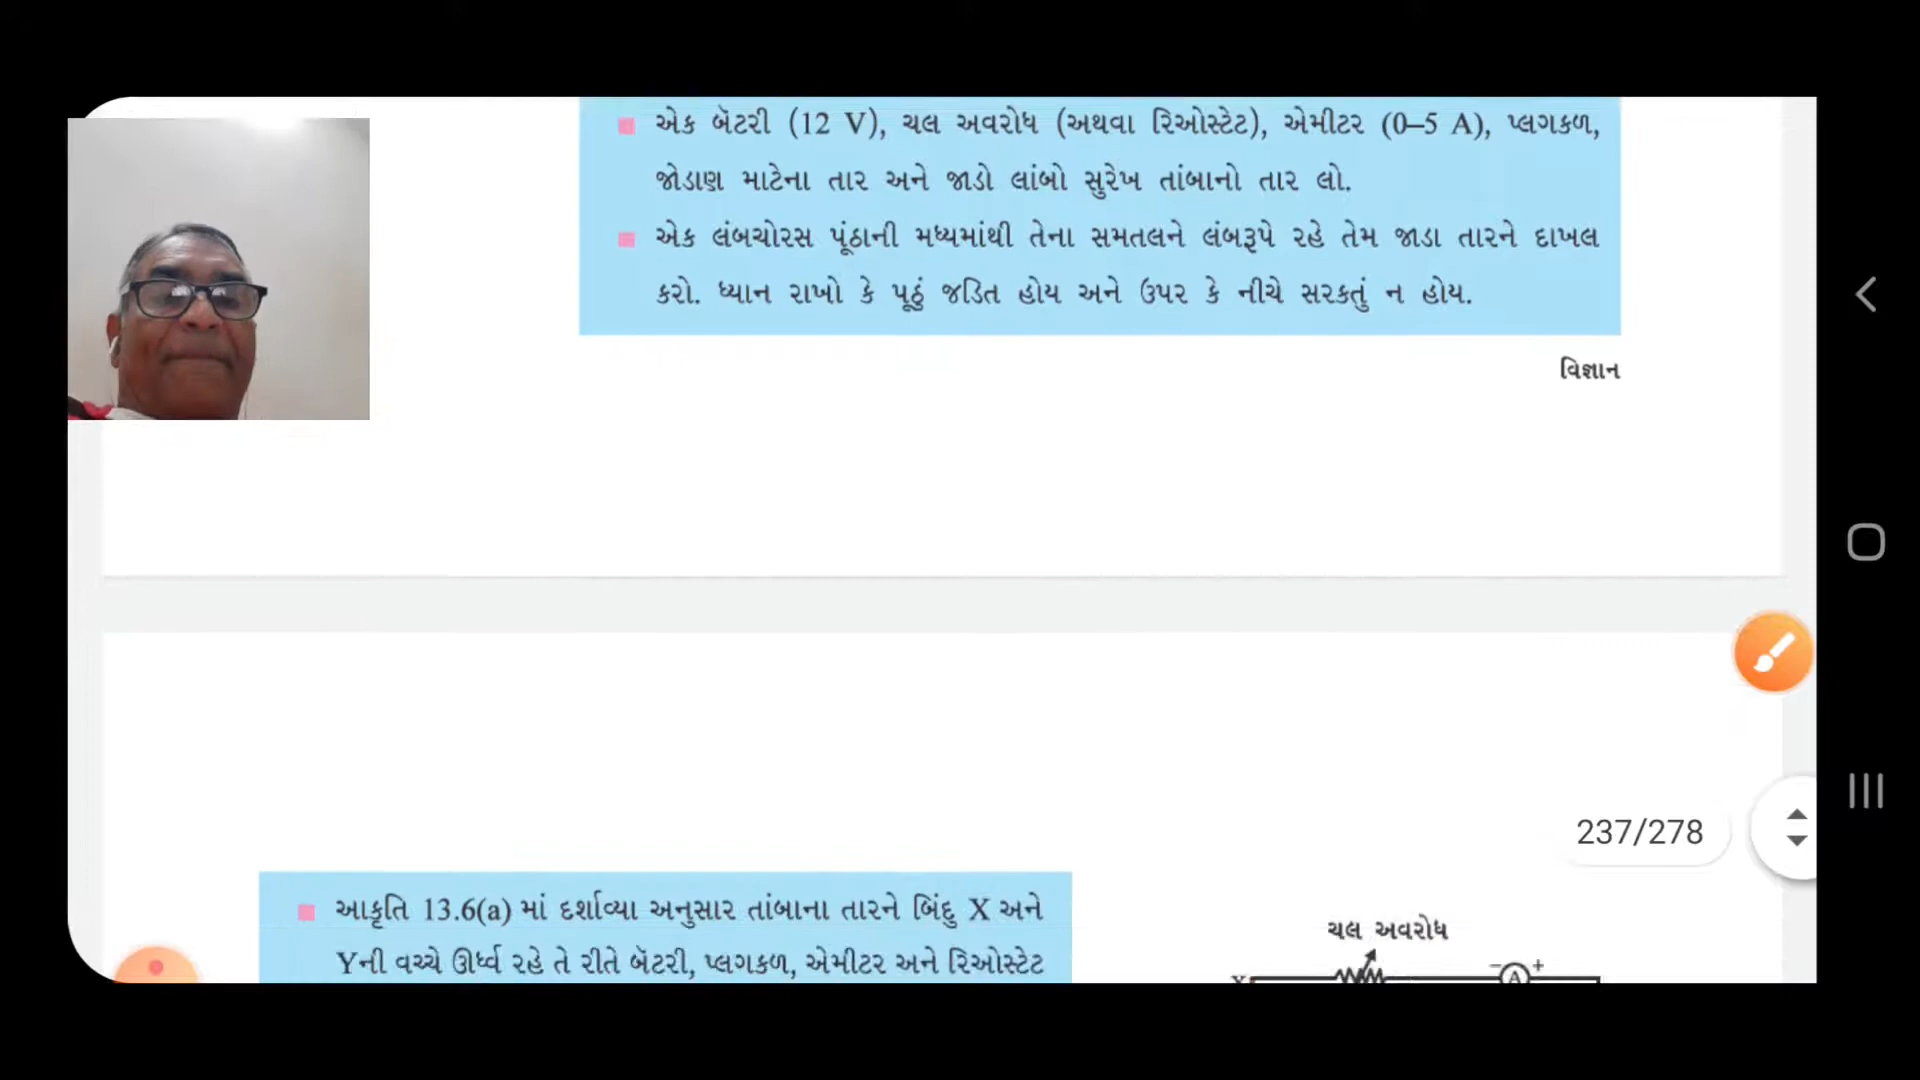 એક બૅટરી (12 V), ચલ અવરોધ (અથવા રિઓસ્ટેટ), એમીટર (0–5 A), પ્લગકળ,
જોડાણ માટેના તાર અને જાડો લાંબો સુરેખ તાંબાનો તાર લો.
એક લંબચોરસ પૂંઠાની મધ્યમાંથી તેના સમતલને લંબરૂપે રહે તેમ જાડા તારને દાખલ
કરો. ધ્યાન રાખો કે પૂઠું જડિત હોય અને ઉપર કે નીચે સરકતું ન હોય.
વિજ્ઞાન
237/278
આકૃતિ 13.6(a) માં દર્શાવ્યા અનુસાર તાંબાના તારને બિંદુ X અને
Yની વચ્ચે ઊર્ધ્વ રહે તે રીતે બૅટરી, પ્લગકળ, એમીટર અને રિઓસ્ટેટ
ચલ અવરોધ
X
− A +